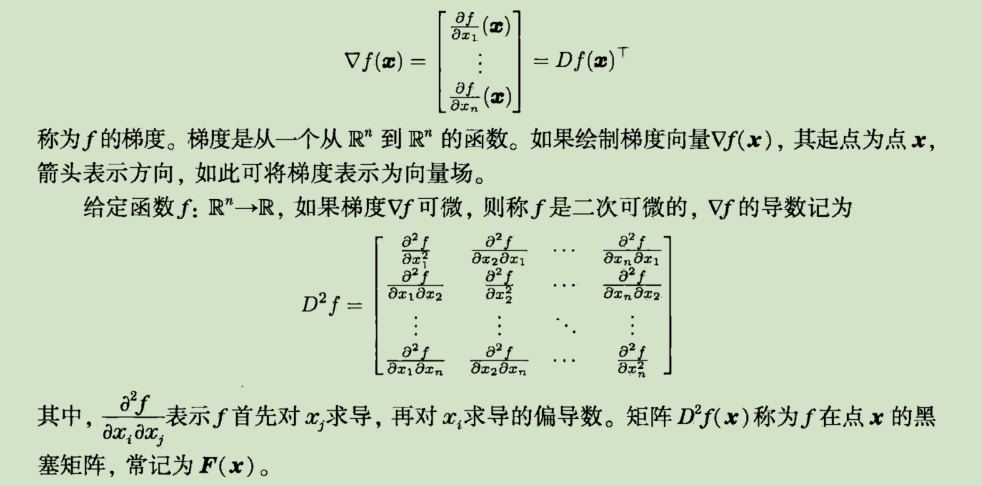 $$\nabla f(\boldsymbol{x}) = \begin{bmatrix} \frac{\partial f}{\partial x_1}(\boldsymbol{x}) \\ \vdots \\ \frac{\partial f}{\partial x_n}(\boldsymbol{x}) \end{bmatrix} = Df(\boldsymbol{x})^\top$$
称为 $f$ 的梯度。梯度是从一个从 $\mathbb{R}^n$ 到 $\mathbb{R}^n$ 的函数。如果绘制梯度向量$\nabla f(\boldsymbol{x})$，其起点为点 $\boldsymbol{x}$，
箭头表示方向，如此可将梯度表示为向量场。
给定函数 $f$: $\mathbb{R}^n \to \mathbb{R}$，如果梯度$\nabla f$ 可微，则称 $f$ 是二次可微的，$\nabla f$ 的导数记为
$$D^2 f = \begin{bmatrix} \frac{\partial^2 f}{\partial x_1^2} & \frac{\partial^2 f}{\partial x_2 \partial x_1} & \cdots & \frac{\partial^2 f}{\partial x_n \partial x_1} \\ \frac{\partial^2 f}{\partial x_1 \partial x_2} & \frac{\partial^2 f}{\partial x_2^2} & \cdots & \frac{\partial^2 f}{\partial x_n \partial x_2} \\ \vdots & \vdots & \ddots & \vdots \\ \frac{\partial^2 f}{\partial x_1 \partial x_n} & \frac{\partial^2 f}{\partial x_2 \partial x_n} & \cdots & \frac{\partial^2 f}{\partial x_n^2} \end{bmatrix}$$
其中，$\frac{\partial^2 f}{\partial x_i \partial x_j}$表示 $f$ 首先对 $x_j$求导，再对 $x_i$求导的偏导数。矩阵 $D^2 f(\boldsymbol{x})$称为 $f$ 在点 $\boldsymbol{x}$ 的黑
塞矩阵，常记为 $\boldsymbol{F}(\boldsymbol{x})$。